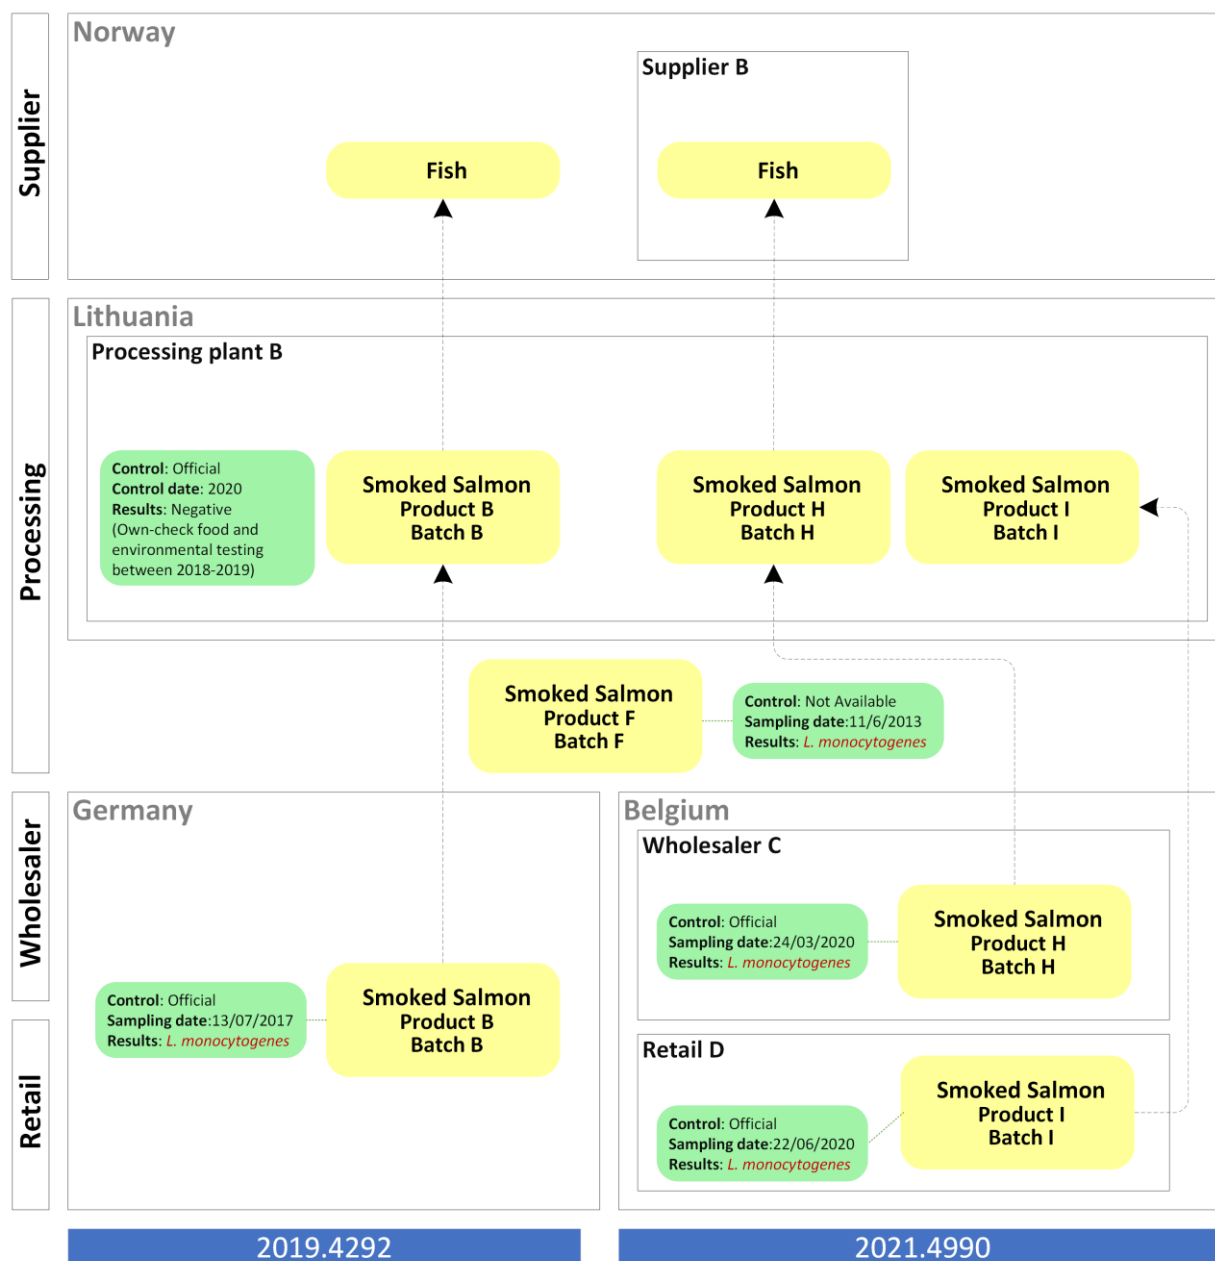 Supplier
Norway
Supplier B
Fish
Fish
Processing
Lithuania
Processing plant B
Control: Official
Control date: 2020
Results: Negative
(Own-check food and
environmental testing
between 2018-2019)
Smoked Salmon
Product B
Batch B
Smoked Salmon
Product H
Batch H
Smoked Salmon
Product I
Batch I
Smoked Salmon
Product F
Batch F
Control: Not Available
Sampling date:11/6/2013
Results: L. monocytogenes
Wholesaler
Retail
Germany
Control: Official
Sampling date:13/07/2017
Results: L. monocytogenes
Smoked Salmon
Product B
Batch B
Belgium
Wholesaler C
Control: Official
Sampling date:24/03/2020
Results: L. monocytogenes
Smoked Salmon
Product H
Batch H
Retail D
Control: Official
Sampling date:22/06/2020
Results: L. monocytogenes
Smoked Salmon
Product I
Batch I
2019.4292
2021.4990